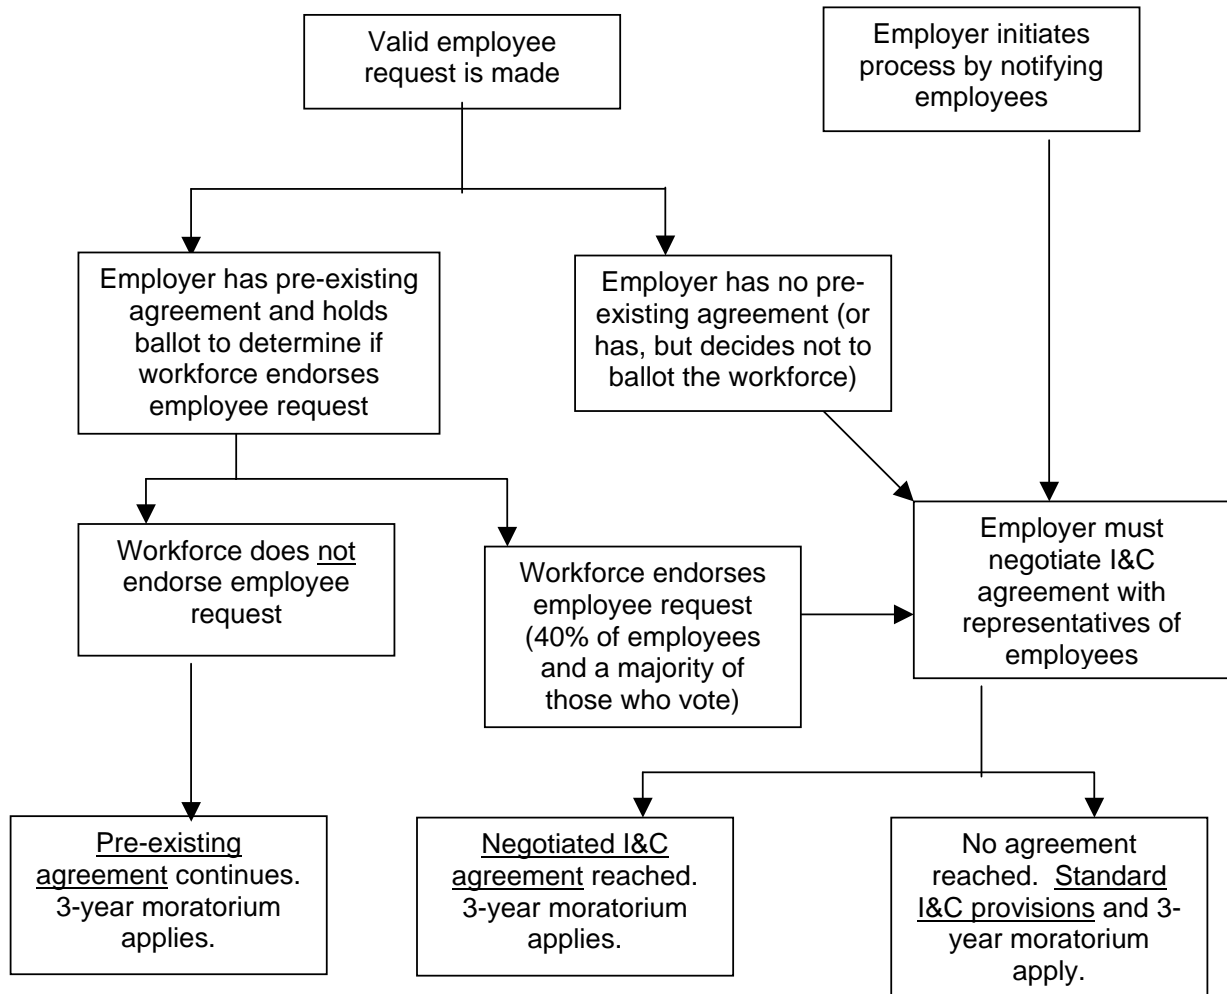 Valid employee
request is made
Employer initiates
process by notifying
employees
Employer has pre-existing
agreement and holds
ballot to determine if
workforce endorses
employee request
Employer has no pre-
existing agreement (or
has, but decides not to
ballot the workforce)
Workforce does not
endorse employee
request
Workforce endorses
employee request
(40% of employees
and a majority of
those who vote)
Employer must
negotiate I&C
agreement with
representatives of
employees
Pre-existing
agreement continues.
3-year moratorium
applies.
Negotiated I&C
agreement reached.
3-year moratorium
applies.
No agreement
reached.  Standard
I&C provisions and 3-
year moratorium
apply.